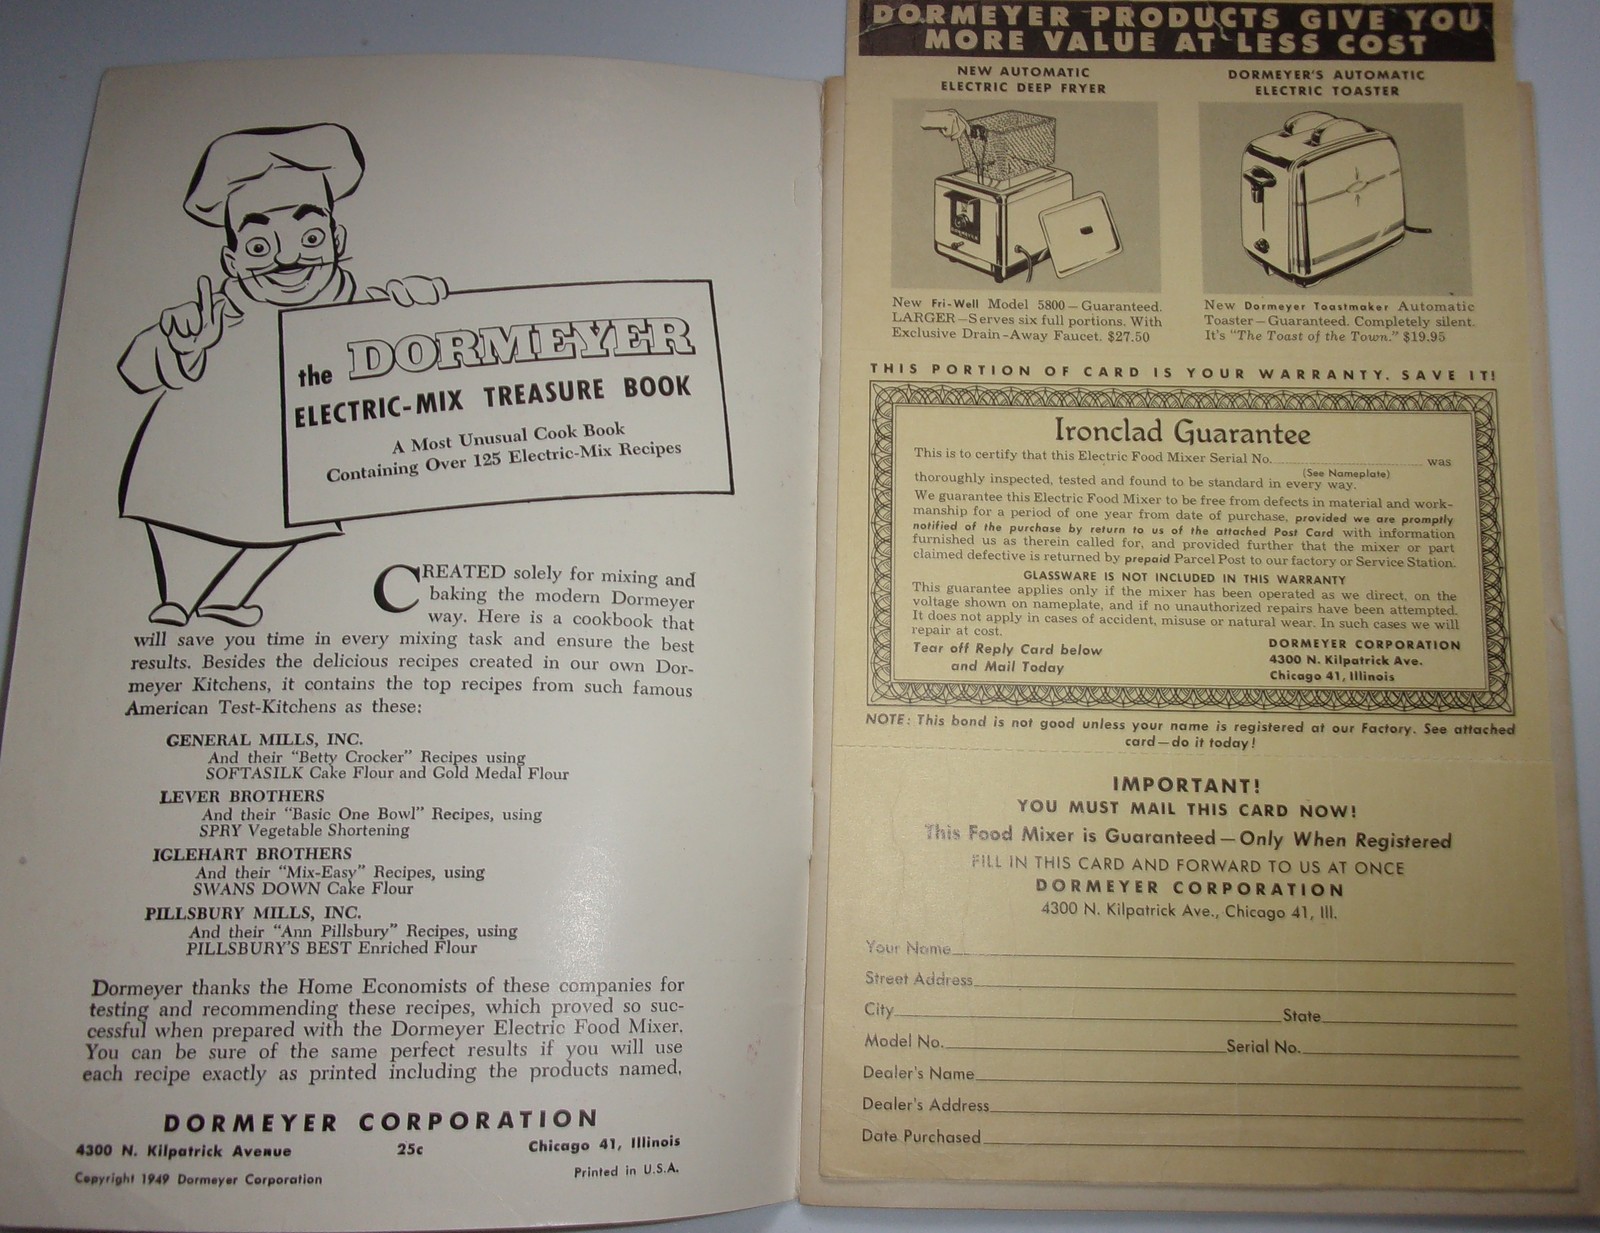 the DORMEYER
ELECTRIC-MIX TREASURE BOOK
A Most Unusual Cook Book
Containing Over 125 Electric-Mix Recipes
CREATED solely for mixing and
baking the modern Dormeyer
way. Here is a cookbook that
will save you time in every mixing task and ensure the best
results. Besides the delicious recipes created in our own Dor-
meyer Kitchens, it contains the top recipes from such famous
American Test-Kitchens as these:
GENERAL MILLS, INC.
And their "Betty Crocker" Recipes using
SOFTASILK Cake Flour and Gold Medal Flour
LEVER BROTHERS
And their "Basic One Bowl" Recipes, using
SPRY Vegetable Shortening
IGLEHART BROTHERS
And their "Mix-Easy" Recipes, using
SWANS DOWN Cake Flour
PILLSBURY MILLS, INC.
And their "Ann Pillsbury" Recipes, using
PILLSBURY'S BEST Enriched Flour
Dormeyer thanks the Home Economists of these companies for
testing and recommending these recipes, which proved so suc-
cessful when prepared with the Dormeyer Electric Food Mixer.
You can be sure of the same perfect results if you will use
each recipe exactly as printed including the products named.
DORMEYER CORPORATION
4300 N. Kilpatrick Avenue 25c Chicago 41, Illinois
Copyright 1949 Dormeyer Corporation Printed in U.S.A.
DORMEYER PRODUCTS GIVE YOU
MORE VALUE AT LESS COST
NEW AUTOMATIC
ELECTRIC DEEP FRYER
New Fri-Well Model 5800—Guaranteed.
LARGER—Serves six full portions. With
Exclusive Drain-Away Faucet. $27.50
DORMEYER'S AUTOMATIC
ELECTRIC TOASTER
New Dormeyer Toastmaker Automatic
Toaster—Guaranteed. Completely silent.
It's "The Toast of the Town." $19.95
THIS PORTION OF CARD IS YOUR WARRANTY. SAVE IT!
Ironclad Guarantee
This is to certify that this Electric Food Mixer Serial No. was
(See Nameplate)
thoroughly inspected, tested and found to be standard in every way.
We guarantee this Electric Food Mixer to be free from defects in material and work-
manship for a period of one year from date of purchase, provided we are promptly
notified of the purchase by return to us of the attached Post Card with information
furnished us as therein called for, and provided further that the mixer or part
claimed defective is returned by prepaid Parcel Post to our factory or Service Station.
GLASSWARE IS NOT INCLUDED IN THIS WARRANTY
This guarantee applies only if the mixer has been operated as we direct, on the
voltage shown on nameplate, and if no unauthorized repairs have been attempted.
It does not apply in cases of accident, misuse or natural wear. In such cases we will
repair at cost.
Tear off Reply Card below
and Mail Today
DORMEYER CORPORATION
4300 N. Kilpatrick Ave.
Chicago 41, Illinois
NOTE: This bond is not good unless your name is registered at our Factory. See attached
card—do it today!
IMPORTANT!
YOU MUST MAIL THIS CARD NOW!
This Food Mixer is Guaranteed—Only When Registered
FILL IN THIS CARD AND FORWARD TO US AT ONCE
DORMEYER CORPORATION
4300 N. Kilpatrick Ave., Chicago 41, Ill.
Your Name
Street Address
City State
Model No. Serial No.
Dealer's Name
Dealer's Address
Date Purchased